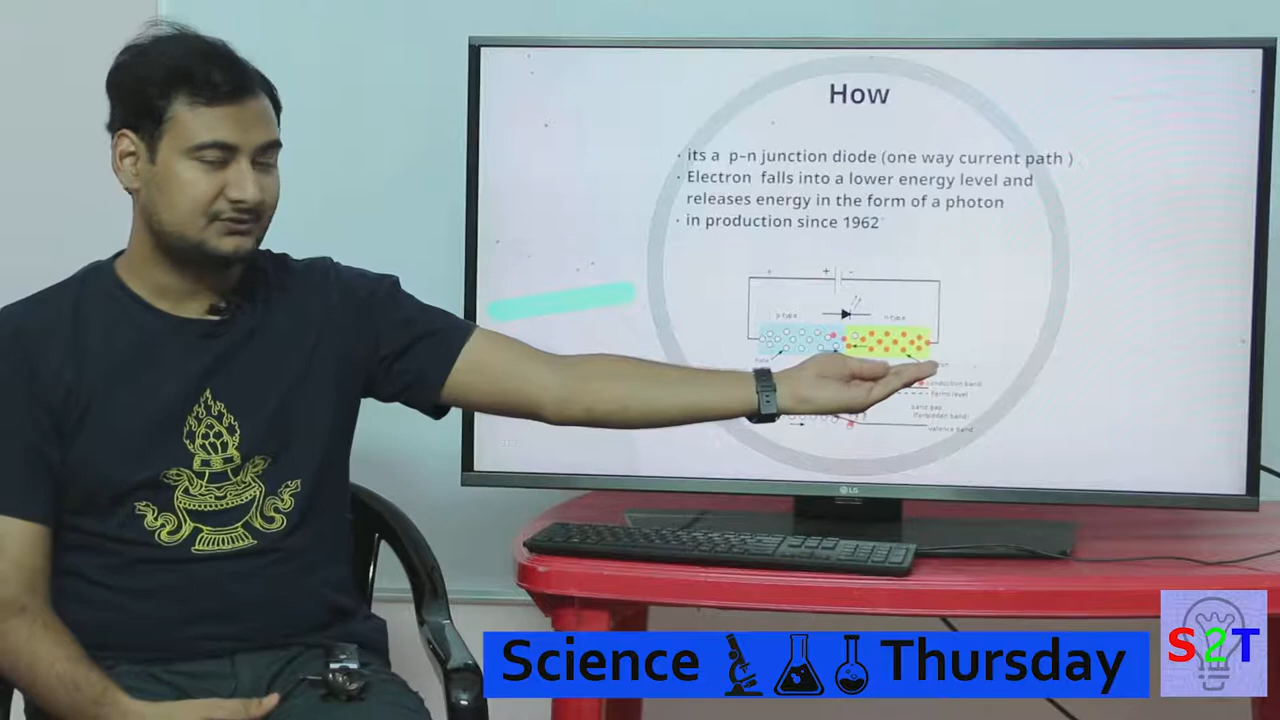 How
· its a p-n junction diode (one way current path )
· Electron falls into a lower energy level and
releases energy in the form of a photon
· in production since 1962
+ + -
p-type n-type
conduction band
Fermi level
band gap
(forbidden band)
valence band
LG
Science Thursday
S2T